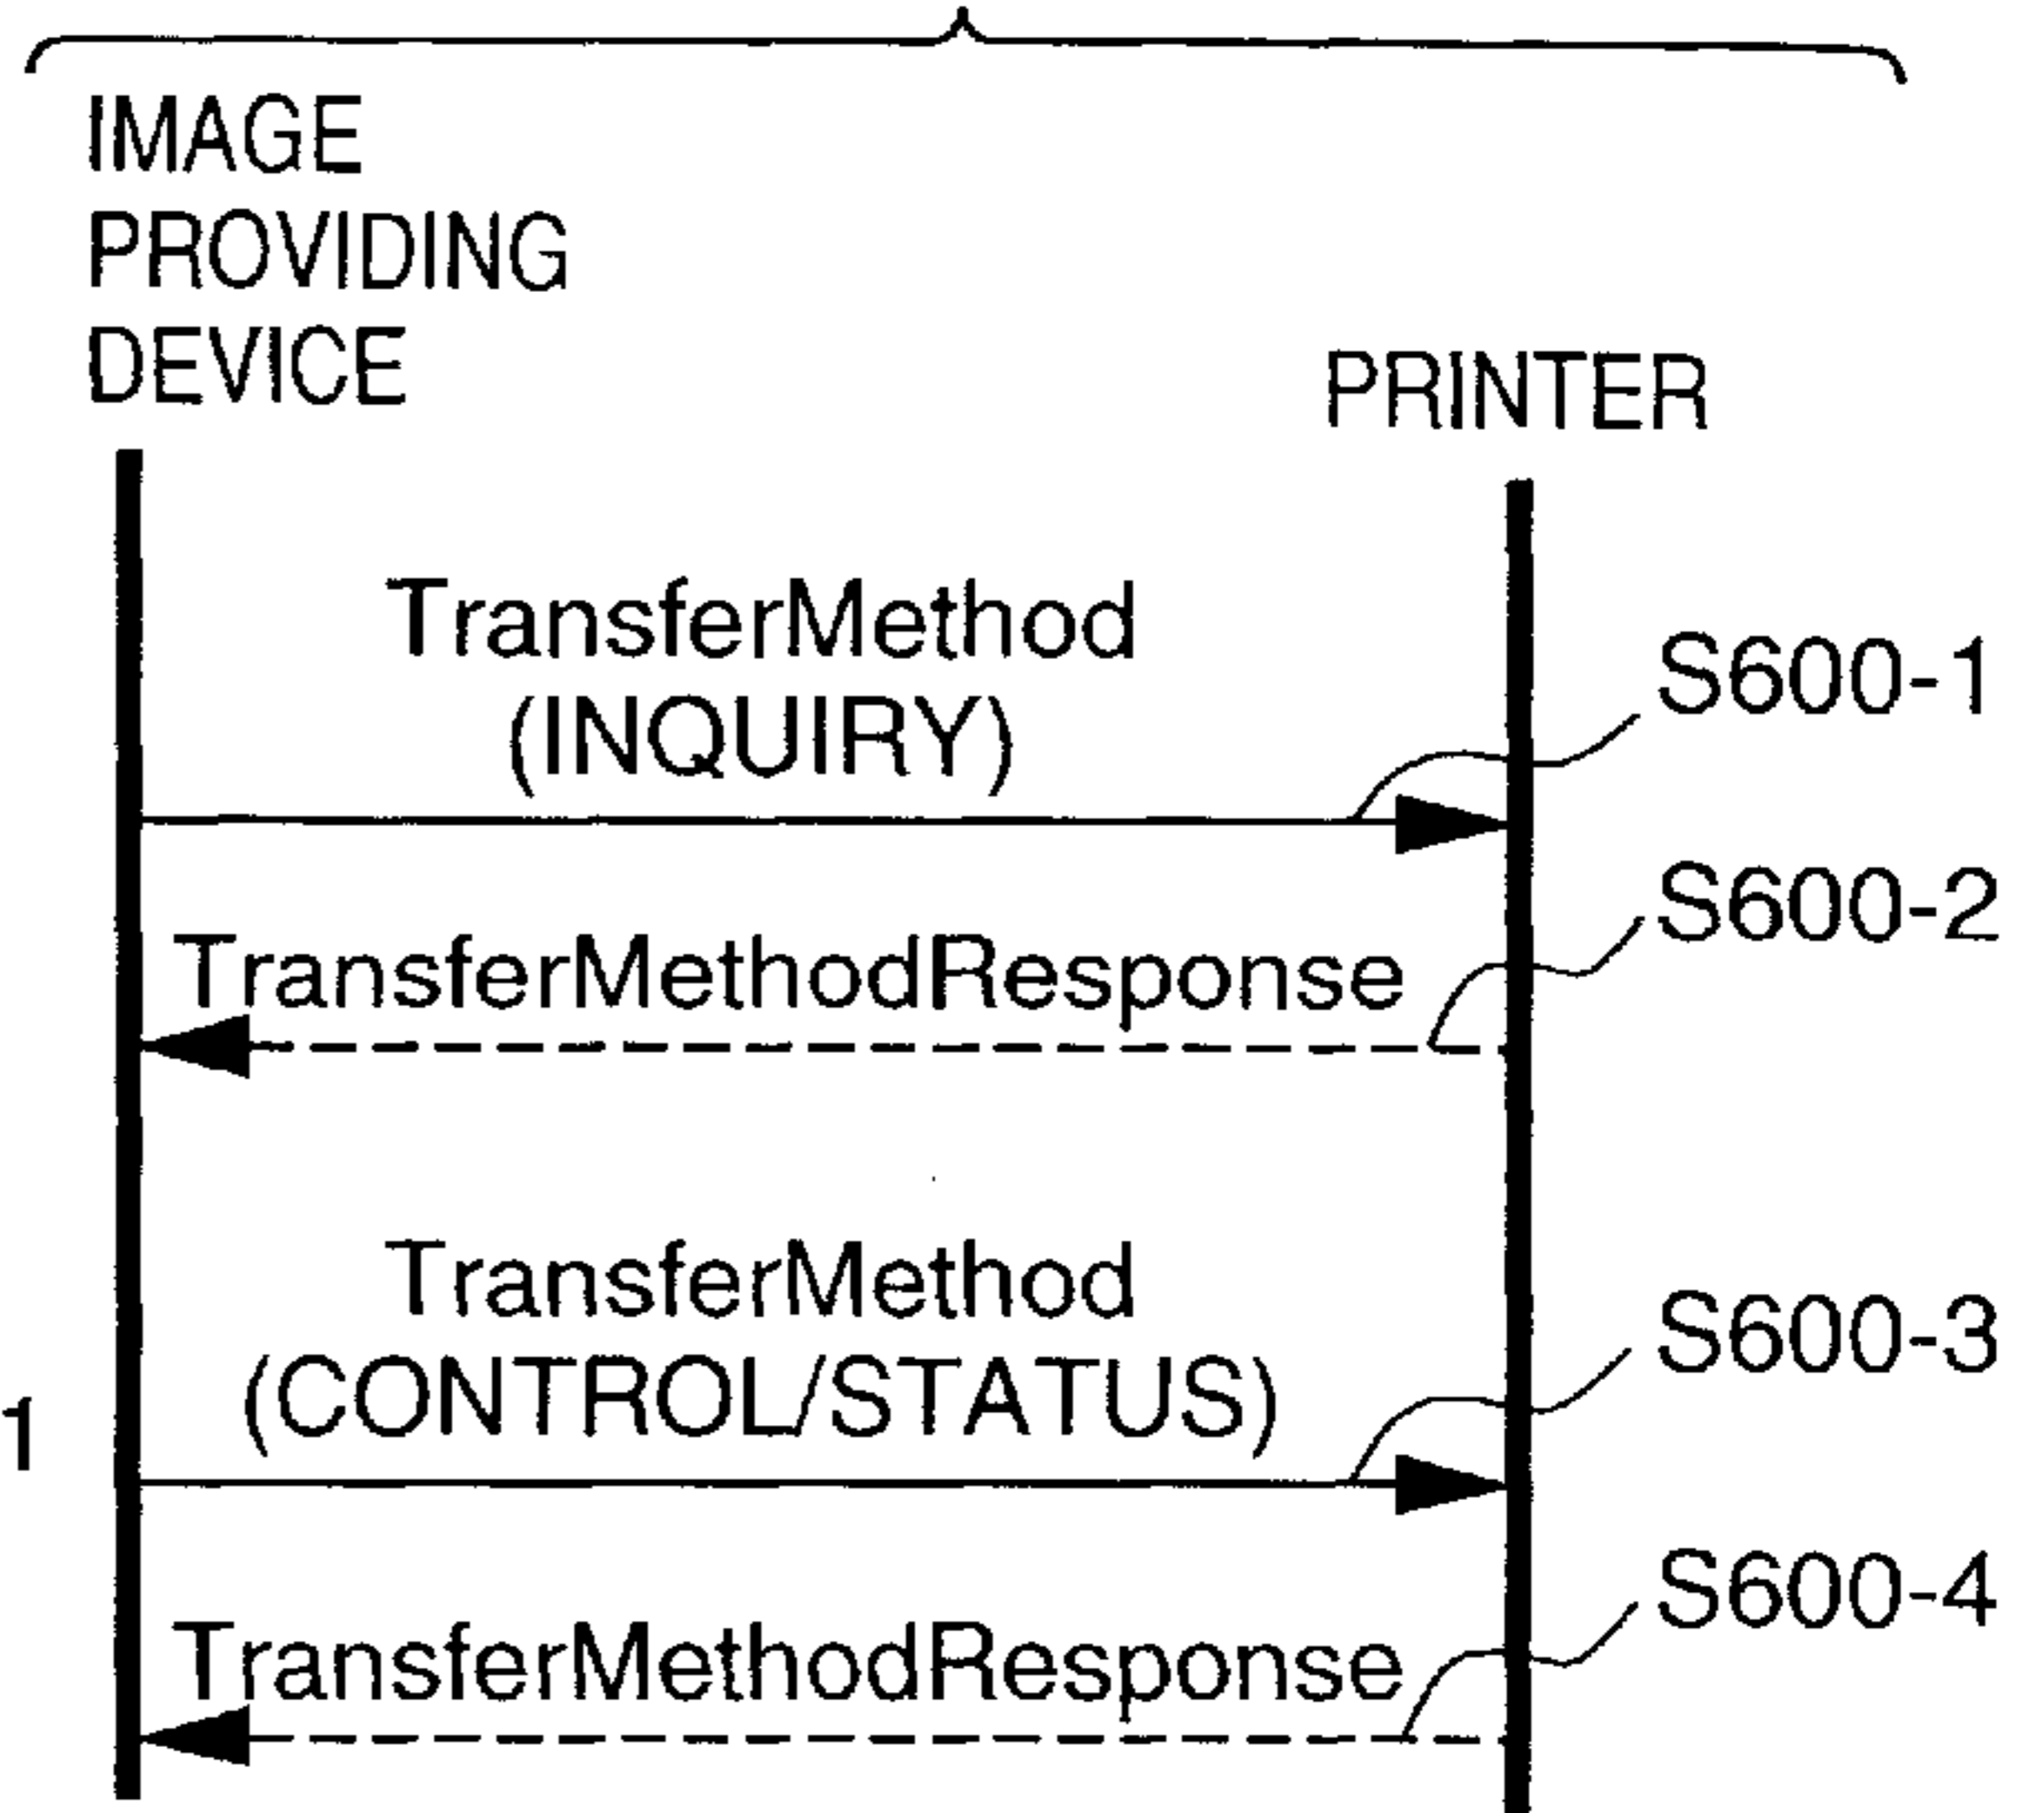 IMAGE
PROVIDING
DEVICE
PRINTER
TransferMethod
(INQUIRY)
S600-1
S600-2
TransferMethodResponse
TransferMethod
(CONTROL/STATUS)
S600-3
1
S600-4
TransferMethodResponse